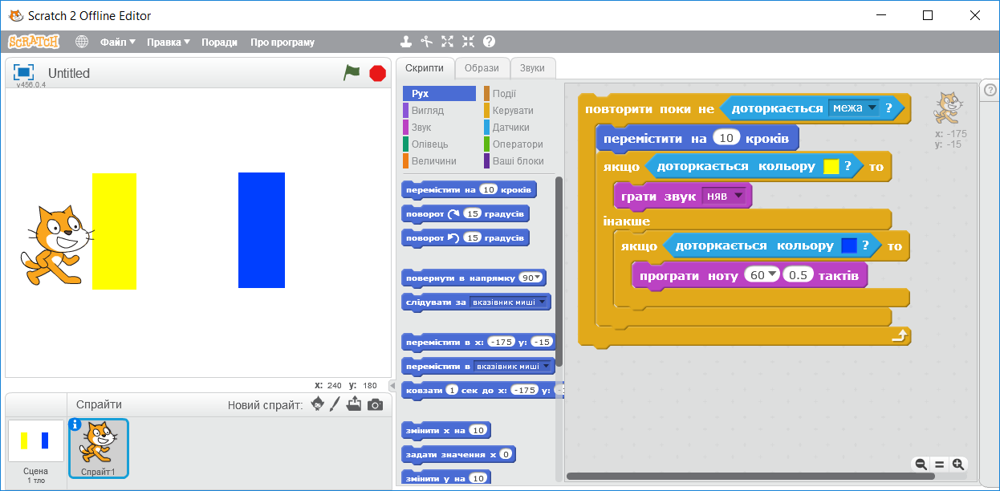 Scratch 2 Offline Editor
SCRATCH Файл Правка Поради Про програму
Untitled
v456.0.4
x: 240 y: 180
Спрайти Новий спрайт:
Сцена
1 тло
Спрайт1
Скрипти Образи Звуки
Рух Події
Вигляд Керувати
Звук Датчики
Олівець Оператори
Величини Ваші блоки
перемістити на 10 кроків
поворот 15 градусів
поворот 15 градусів
повернути в напрямку 90
слідувати за вказівник миші
перемістити в x: -175 y: -15
перемістити в вказівник миші
ковзати 1 сек до x: -175 y:
змінити x на 10
задати значення x 0
змінити y на 10
повторити поки не доторкається межа ?
перемістити на 10 кроків
якщо доторкається кольору ? то
грати звук няв
інакше
якщо доторкається кольору ? то
програти ноту 60 0.5 тактів
x: -175
y: -15